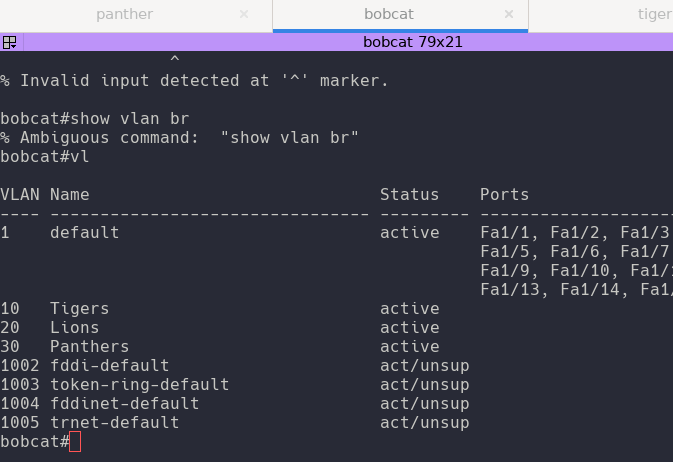 panther × bobcat × tiger
bobcat 79x21
^
% Invalid input detected at '^' marker.
bobcat#show vlan br
% Ambiguous command:  "show vlan br"
bobcat#vl
VLAN Name                             Status    Ports
---- -------------------------------- --------- --------------------
1    default                          active    Fa1/1, Fa1/2, Fa1/3
                                                Fa1/5, Fa1/6, Fa1/7
                                                Fa1/9, Fa1/10, Fa1/
                                                Fa1/13, Fa1/14, Fa1/
10   Tigers                           active
20   Lions                            active
30   Panthers                         active
1002 fddi-default                     act/unsup
1003 token-ring-default               act/unsup
1004 fddinet-default                  act/unsup
1005 trnet-default                    act/unsup
bobcat#